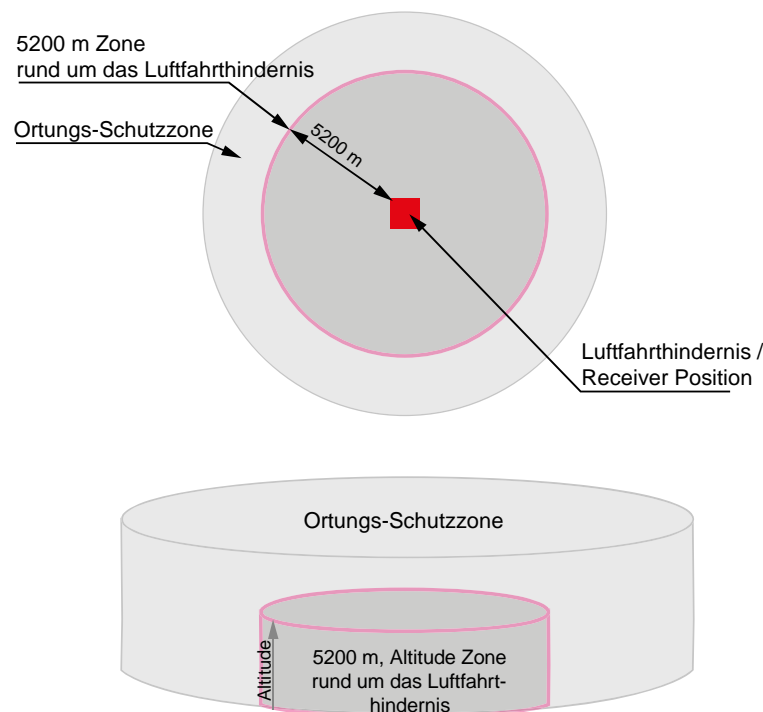 5200 m Zone
rund um das Luftfahrthindernis
Ortungs-Schutzzone
5200 m
Luftfahrthindernis /
Receiver Position
Ortungs-Schutzzone
Altitude
5200 m, Altitude Zone
rund um das Luftfahrt-
hindernis